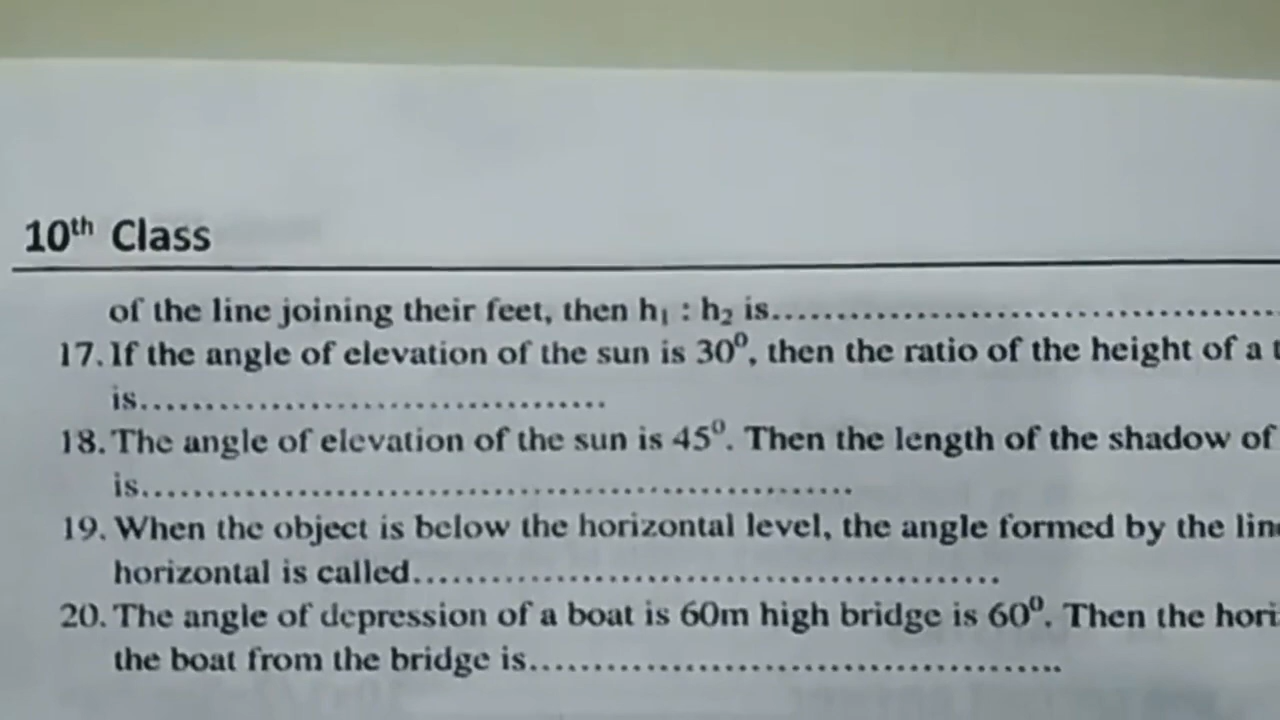 10th Class
of the line joining their feet, then h₁ : h₂ is......................................................
17. If the angle of elevation of the sun is 30⁰, then the ratio of the height of a
is....................................
18. The angle of elevation of the sun is 45⁰. Then the length of the shadow of
is.......................................................
19. When the object is below the horizontal level, the angle formed by the
horizontal is called.............................................
20. The angle of depression of a boat is 60m high bridge is 60⁰. Then the
the boat from the bridge is.........................................